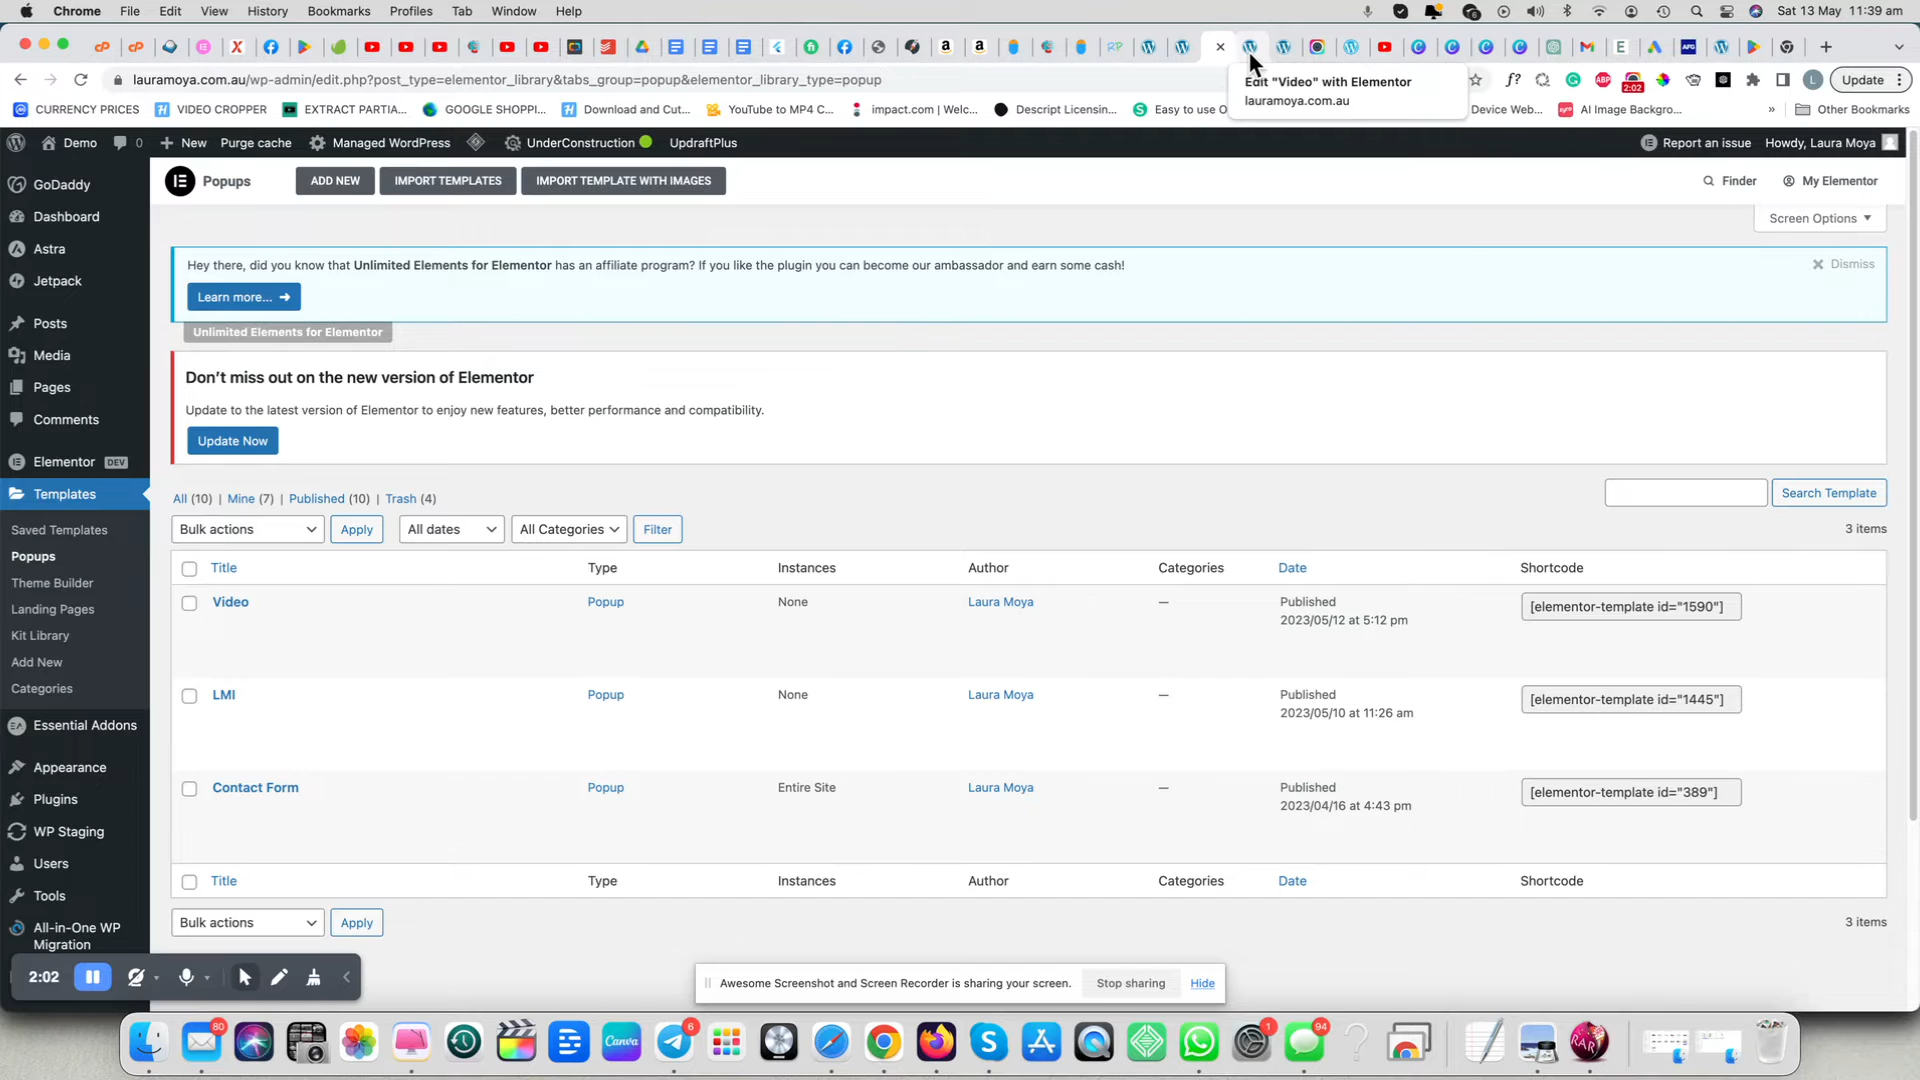 Chrome File Edit View History Bookmarks Profiles Tab Window Help Sat 13 May 11:39 am
lauramoya.com.au/wp-admin/edit.php?post_type=elementor_library&tabs_group=popup&elementor_library_type=popup
Edit "Video" with Elementor
lauramoya.com.au
2:02
Update
CURRENCY PRICES VIDEO CROPPER EXTRACT PARTIA... GOOGLE SHOPPI... Download and Cut... YouTube to MP4 C... impact.com | Welc... Descript Licensin... Easy to use O Device Web... AI Image Backgro... » Other Bookmarks
Demo 0 New Purge cache Managed WordPress UnderConstruction UpdraftPlus Report an issue Howdy, Laura Moya
Popups ADD NEW IMPORT TEMPLATES IMPORT TEMPLATE WITH IMAGES Finder My Elementor
Screen Options
GoDaddy
Dashboard
Astra
Jetpack
Posts
Media
Pages
Comments
Elementor DEV
Templates
Saved Templates
Popups
Theme Builder
Landing Pages
Kit Library
Add New
Categories
Essential Addons
Appearance
Plugins
WP Staging
Users
Tools
All-in-One WP
Migration
Hey there, did you know that Unlimited Elements for Elementor has an affiliate program? If you like the plugin you can become our ambassador and earn some cash!
Dismiss
Learn more... →
Unlimited Elements for Elementor
Don't miss out on the new version of Elementor
Update to the latest version of Elementor to enjoy new features, better performance and compatibility.
Update Now
All (10) | Mine (7) | Published (10) | Trash (4)
Search Template
Bulk actions Apply All dates All Categories Filter 3 items
Title Type Instances Author Categories Date Shortcode
Video Popup None Laura Moya — Published [elementor-template id="1590"]
2023/05/12 at 5:12 pm
LMI Popup None Laura Moya — Published [elementor-template id="1445"]
2023/05/10 at 11:26 am
Contact Form Popup Entire Site Laura Moya — Published [elementor-template id="389"]
2023/04/16 at 4:43 pm
Title Type Instances Author Categories Date Shortcode
Bulk actions Apply 3 items
2:02
Awesome Screenshot and Screen Recorder is sharing your screen. Stop sharing Hide
80
Canva
6
1
94
RAR